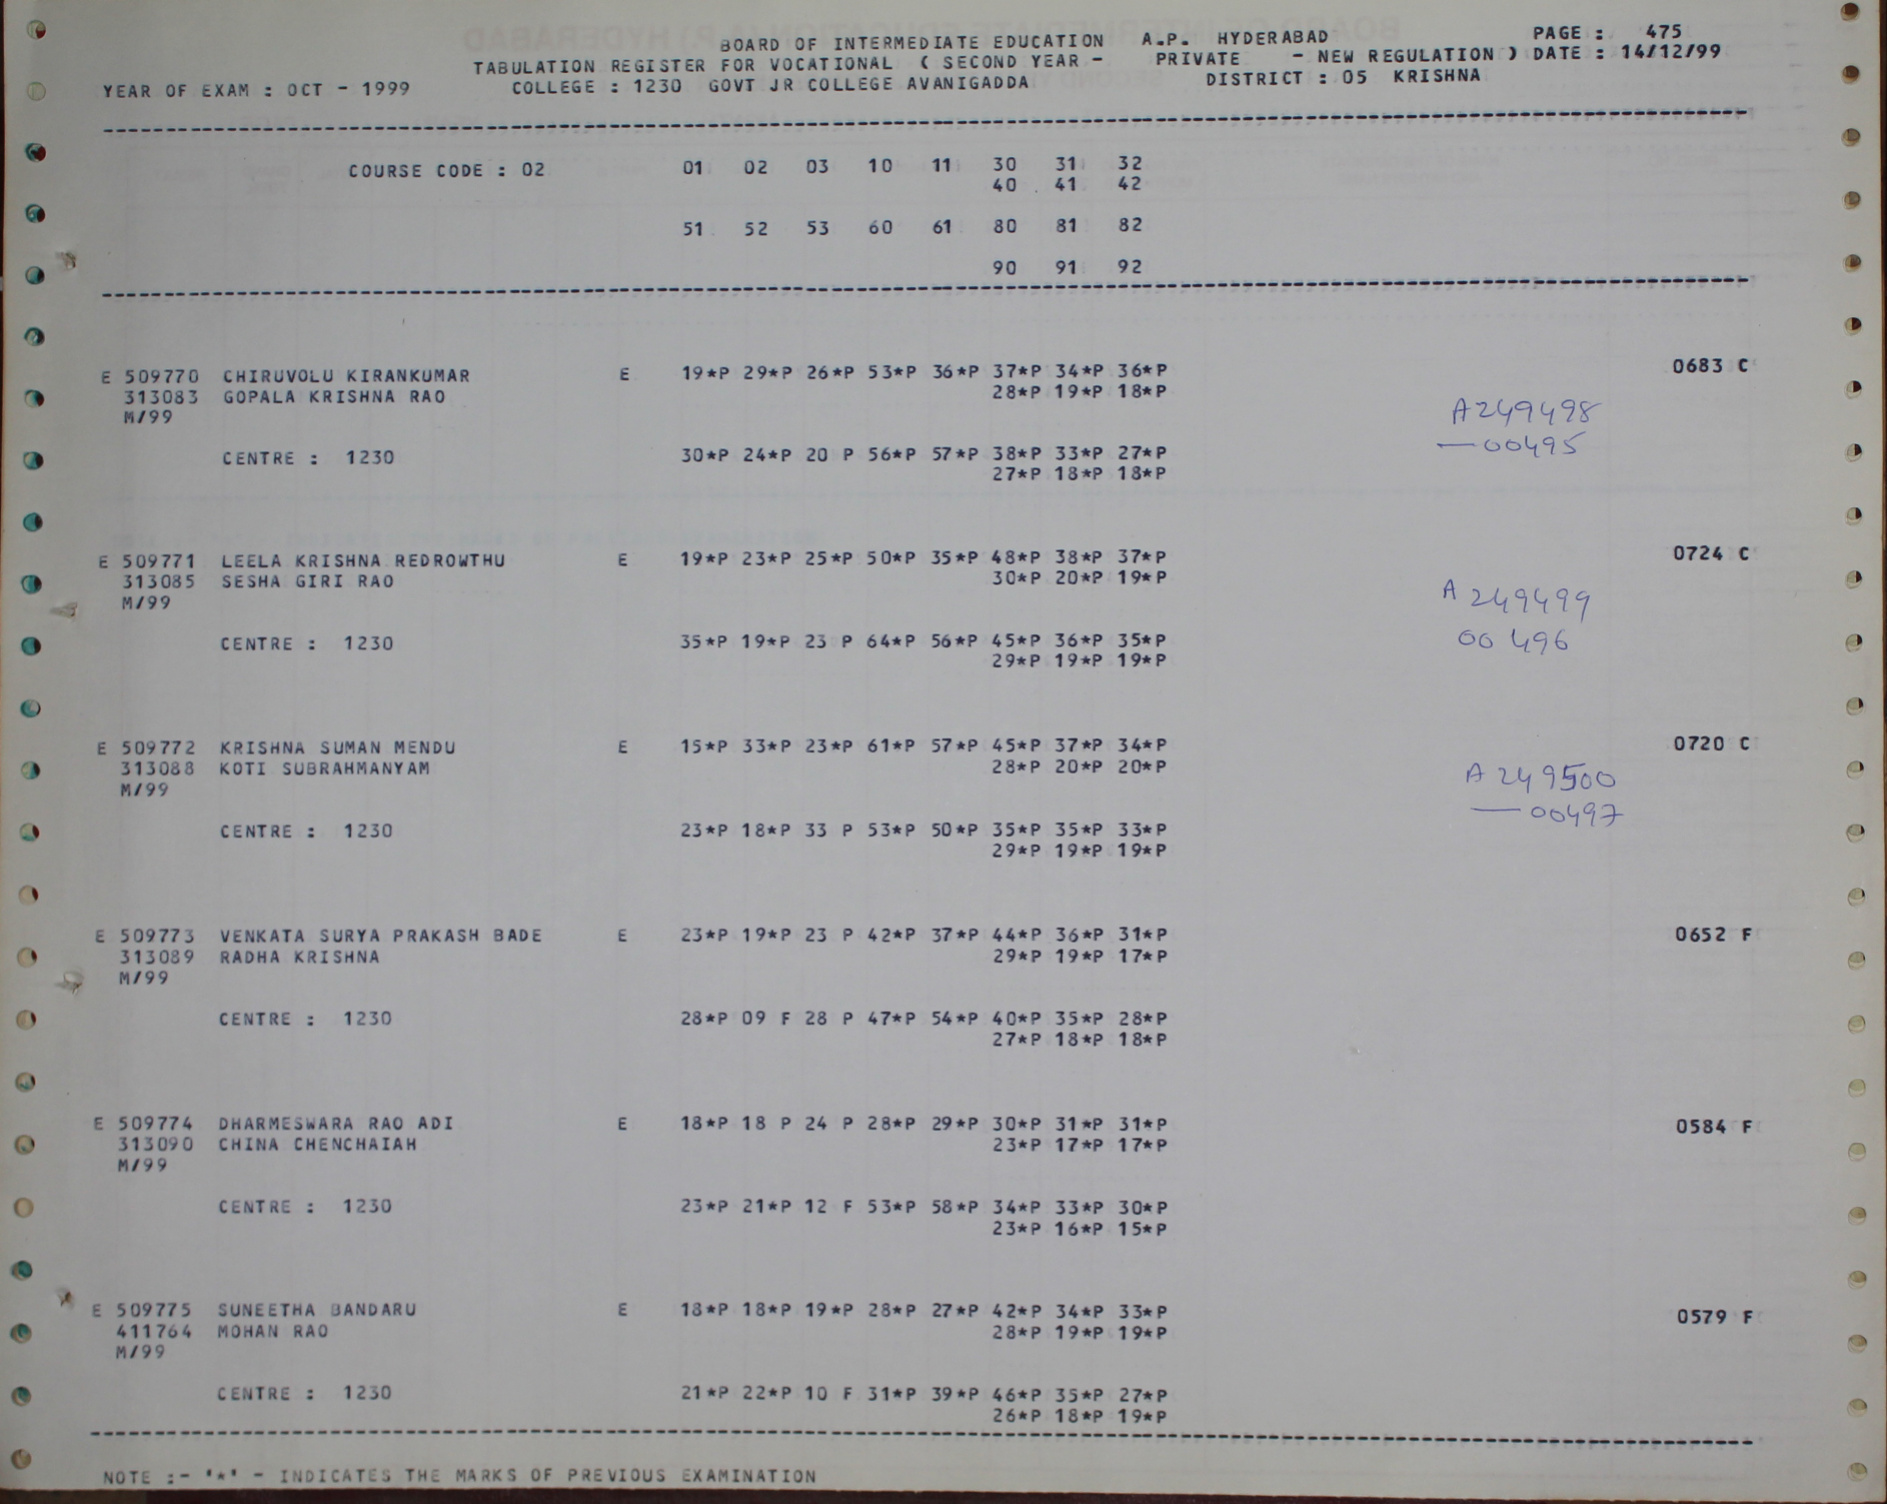 BOARD OF INTERMEDIATE EDUCATION A.P. HYDERABAD PAGE : 475
TABULATION REGISTER FOR VOCATIONAL ( SECOND YEAR - PRIVATE - NEW REGULATION ) DATE : 14/12/99
YEAR OF EXAM : OCT - 1999 COLLEGE : 1230 GOVT JR COLLEGE AVANIGADDA DISTRICT : 05 KRISHNA
COURSE CODE : 02 01 02 03 10 11 30 31 32
40 41 42
51 52 53 60 61 80 81 82
90 91 92
E 509770 CHIRUVOLU KIRANKUMAR E 19*P 29*P 26*P 53*P 36*P 37*P 34*P 36*P 0683 C
313083 GOPALA KRISHNA RAO 28*P 19*P 18*P
M/99 A249498
CENTRE : 1230 30*P 24*P 20 P 56*P 57*P 38*P 33*P 27*P —00495
27*P 18*P 18*P
E 509771 LEELA KRISHNA REDROWTHU E 19*P 23*P 25*P 50*P 35*P 48*P 38*P 37*P 0724 C
313085 SESHA GIRI RAO 30*P 20*P 19*P
M/99 A 249499
CENTRE : 1230 35*P 19*P 23 P 64*P 56*P 45*P 36*P 35*P 00 496
29*P 19*P 19*P
E 509772 KRISHNA SUMAN MENDU E 15*P 33*P 23*P 61*P 57*P 45*P 37*P 34*P 0720 C
313088 KOTI SUBRAHMANYAM 28*P 20*P 20*P
M/99 A 249500
CENTRE : 1230 23*P 18*P 33 P 53*P 50*P 35*P 35*P 33*P —00497
29*P 19*P 19*P
E 509773 VENKATA SURYA PRAKASH BADE E 23*P 19*P 23 P 42*P 37*P 44*P 36*P 31*P 0652 F
313089 RADHA KRISHNA 29*P 19*P 17*P
M/99
CENTRE : 1230 28*P 09 F 28 P 47*P 54*P 40*P 35*P 28*P
27*P 18*P 18*P
E 509774 DHARMESWARA RAO ADI E 18*P 18 P 24 P 28*P 29*P 30*P 31*P 31*P 0584 F
313090 CHINA CHENCHAIAH 23*P 17*P 17*P
M/99
CENTRE : 1230 23*P 21*P 12 F 53*P 58*P 34*P 33*P 30*P
23*P 16*P 15*P
E 509775 SUNEETHA BANDARU E 18*P 18*P 19*P 28*P 27*P 42*P 34*P 33*P 0579 F
411764 MOHAN RAO 28*P 19*P 19*P
M/99
CENTRE : 1230 21*P 22*P 10 F 31*P 39*P 46*P 35*P 27*P
26*P 18*P 19*P
NOTE :- '*' - INDICATES THE MARKS OF PREVIOUS EXAMINATION